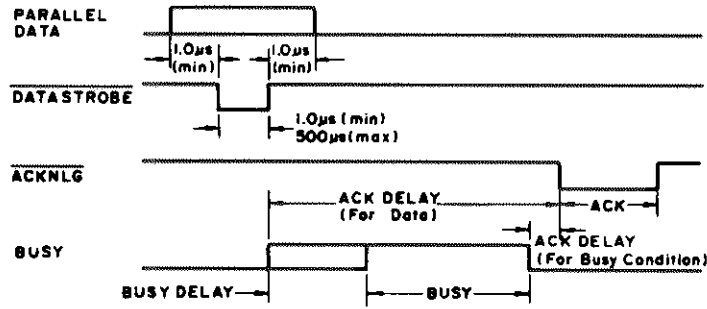 PARALLEL
DATA
1.0µs
(min)
1.0µs
(min)
DATASTROBE
1.0µs (min)
500µs(max)
ACKNLG
ACK DELAY
(For Data)
ACK
BUSY
ACK DELAY
(For Busy Condition)
BUSY DELAY
BUSY